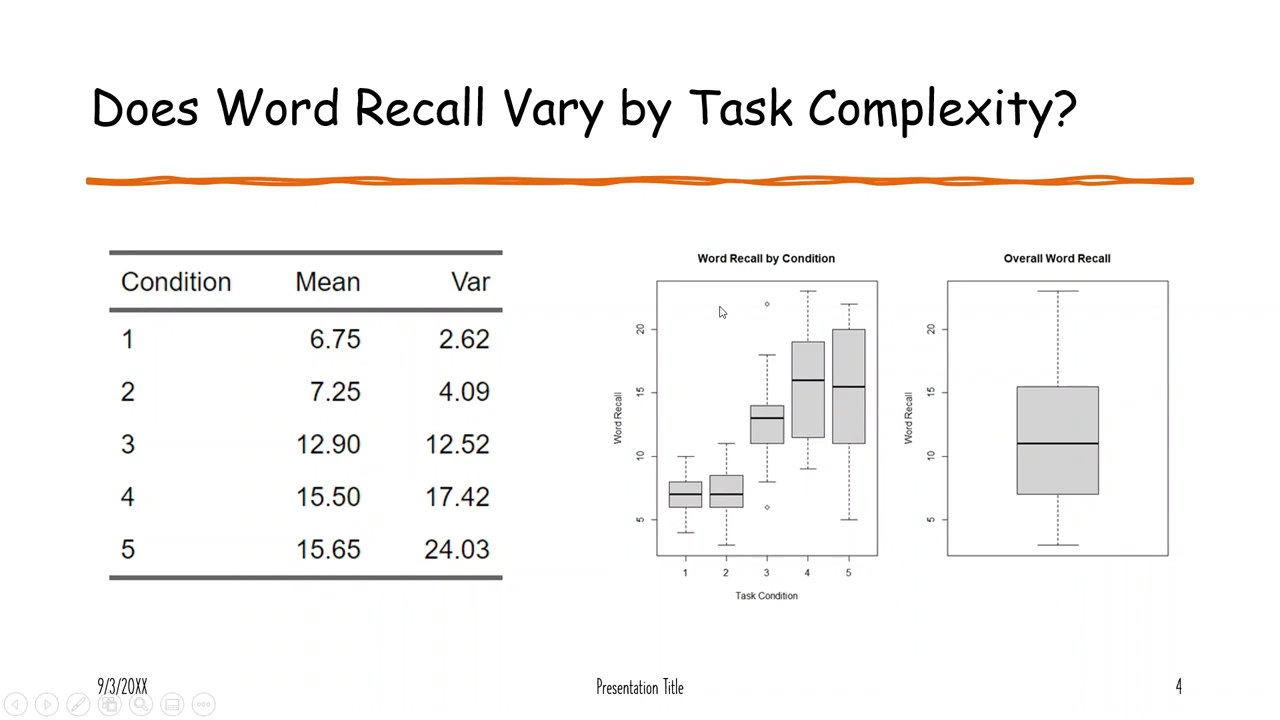 Does Word Recall Vary by Task Complexity?
Condition Mean Var
1 6.75 2.62
2 7.25 4.09
3 12.90 12.52
4 15.50 17.42
5 15.65 24.03
Word Recall by Condition
Word Recall
20
15
10
5
1 2 3 4 5
Task Condition
Overall Word Recall
Word Recall
20
15
10
5
9/3/20XX
Presentation Title
4